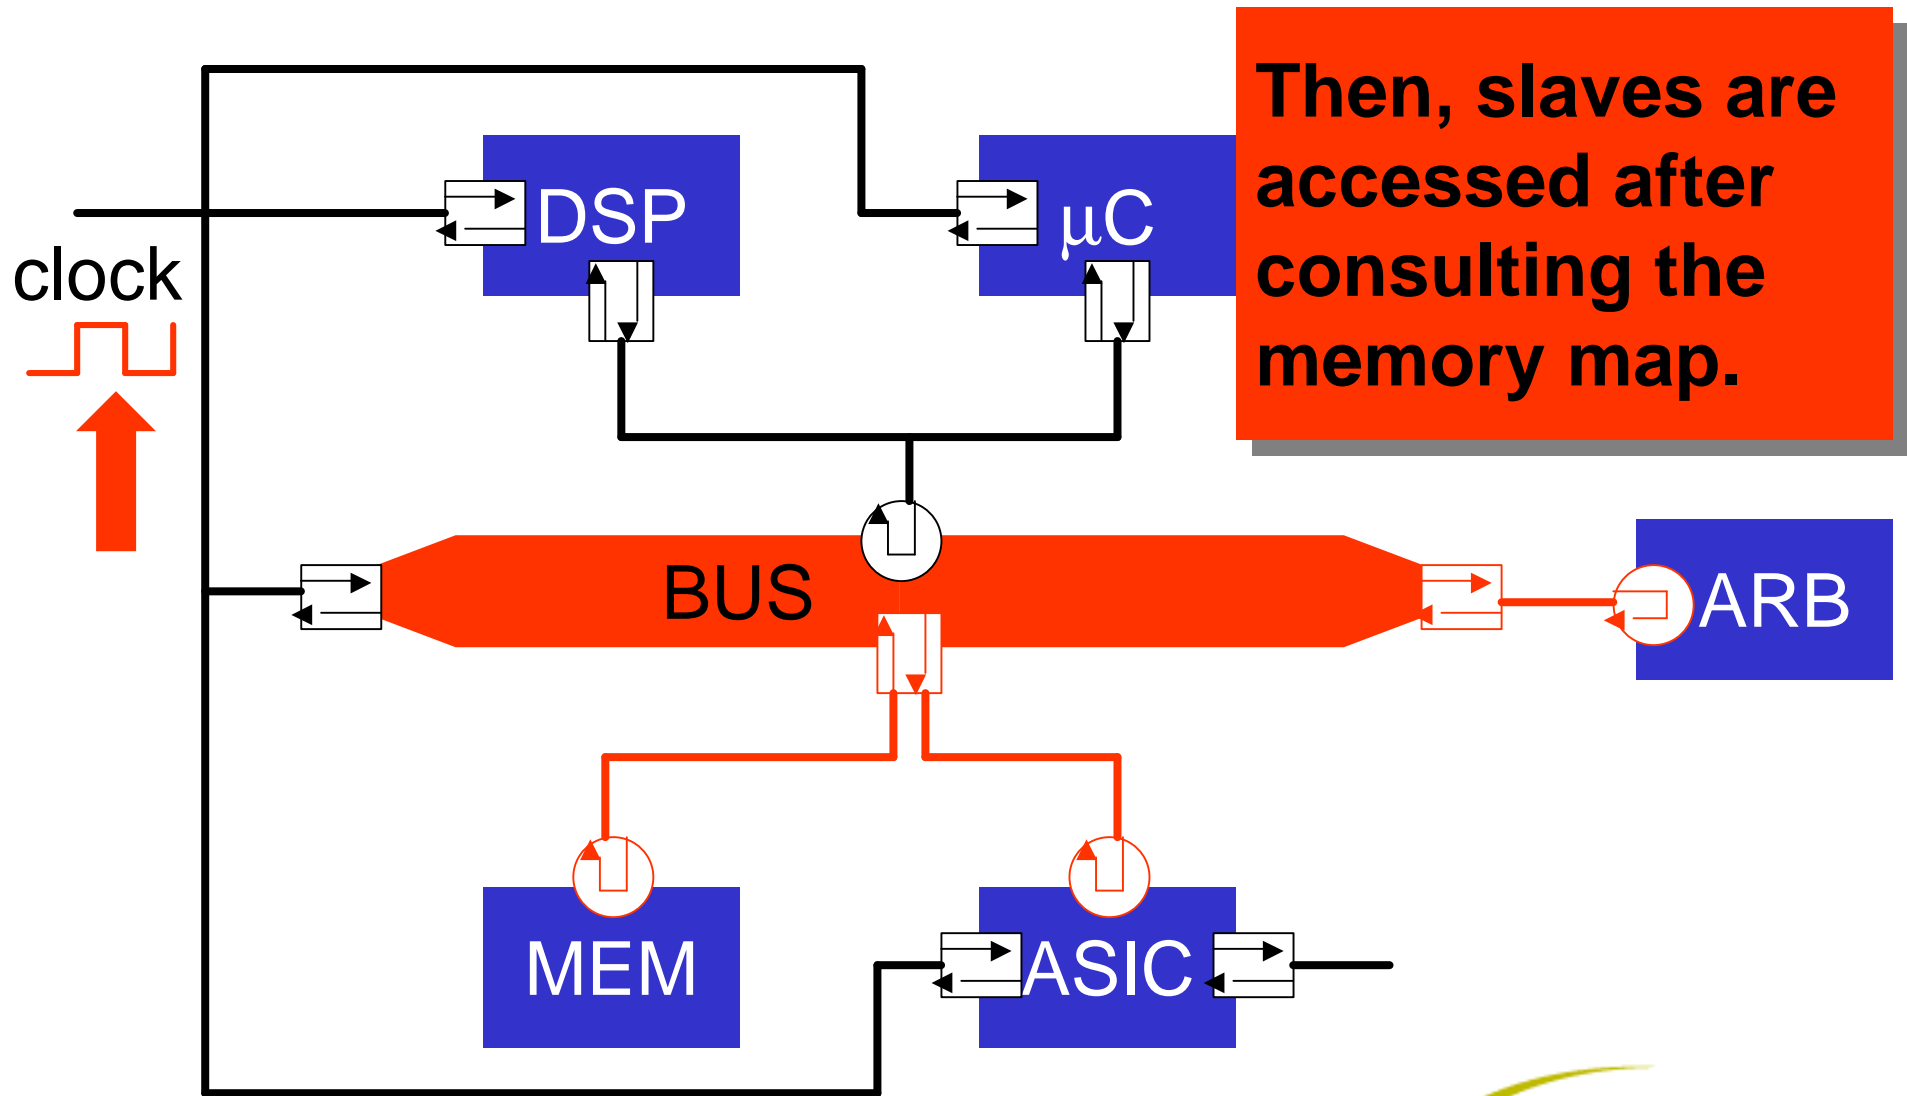 Then, slaves are
accessed after
consulting the
memory map.
DSP
μC
clock
BUS
ARB
MEM
ASIC